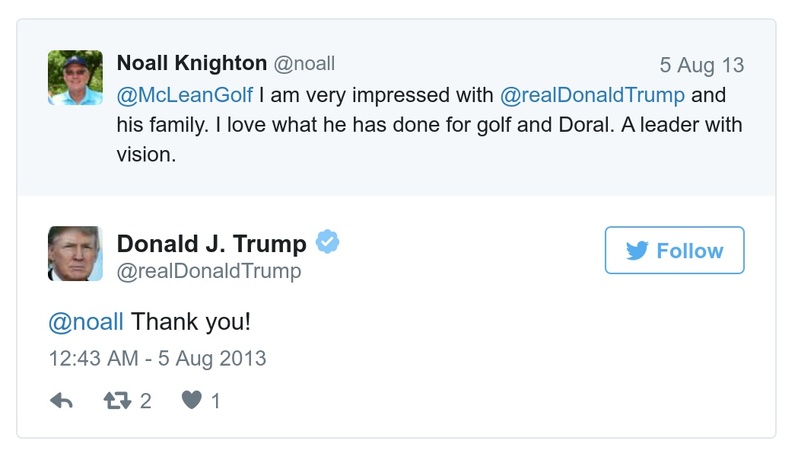 Noall Knighton @noall 5 Aug 13
@McLeanGolf I am very impressed with @realDonaldTrump and
his family. I love what he has done for golf and Doral. A leader with
vision.
Donald J. Trump
@realDonaldTrump
Follow
@noall Thank you!
12:43 AM - 5 Aug 2013
2 1